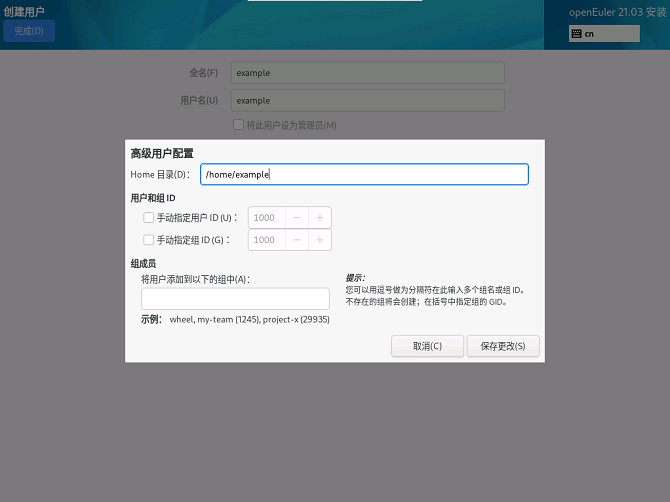 创建用户
openEuler 21.03 安装
完成(D)
cn
全名(F)
example
用户名(U)
example
将此用户设为管理员(M)
高级用户配置
Home 目录(D):
/home/example
用户和组 ID
手动指定用户 ID (U):
1000
手动指定组 ID (G):
1000
组成员
将用户添加到以下的组中(A):
示例: wheel, my-team (1245), project-x (29935)
提示:
您可以用逗号做为分隔符在此输入多个组名或组 ID。
不存在的组将会创建；在括号中指定组的 GID。
取消(C)
保存更改(S)